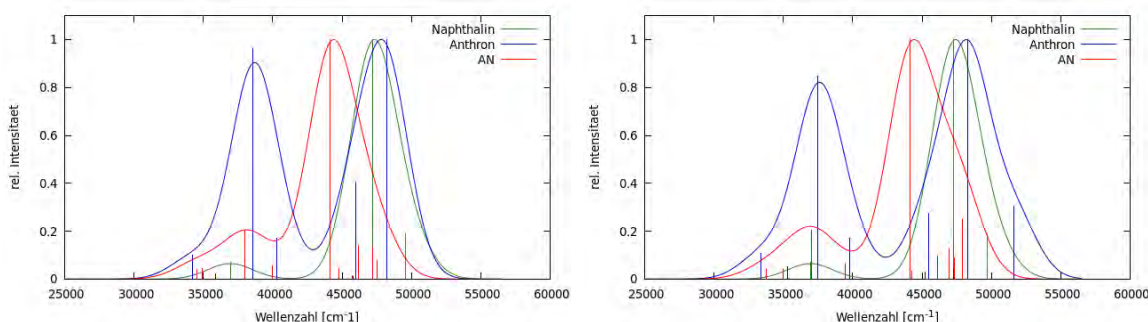 Naphthalin
Anthron
AN
1
0.8
0.6
0.4
0.2
0
rel. Intensitaet
25000 30000 35000 40000 45000 50000 55000 60000
Wellenzahl [cm-1]
Naphthalin
Anthron
AN
1
0.8
0.6
0.4
0.2
0
rel. Intensitaet
25000 30000 35000 40000 45000 50000 55000 60000
Wellenzahl [cm⁻¹]